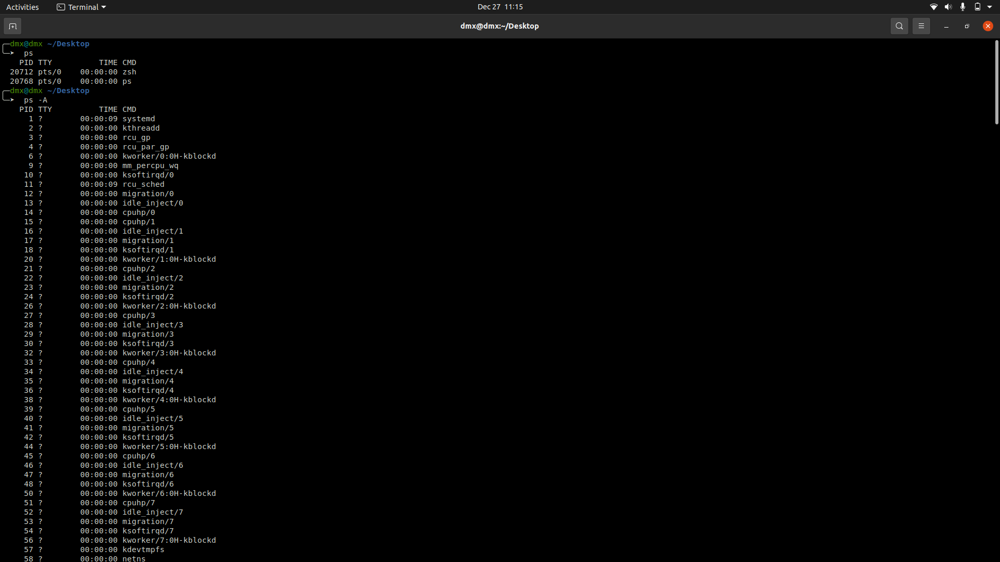 Activities Terminal Dec 27 11:15
dmx@dmx:~/Desktop
dmx@dmx ~/Desktop
ps
PID TTY TIME CMD
20712 pts/0 00:00:00 zsh
20768 pts/0 00:00:00 ps
dmx@dmx ~/Desktop
ps -A
PID TTY TIME CMD
1 ? 00:00:09 systemd
2 ? 00:00:00 kthreadd
3 ? 00:00:00 rcu_gp
4 ? 00:00:00 rcu_par_gp
6 ? 00:00:00 kworker/0:0H-kblockd
9 ? 00:00:00 mm_percpu_wq
10 ? 00:00:00 ksoftirqd/0
11 ? 00:00:09 rcu_sched
12 ? 00:00:00 migration/0
13 ? 00:00:00 idle_inject/0
14 ? 00:00:00 cpuhp/0
15 ? 00:00:00 cpuhp/1
16 ? 00:00:00 idle_inject/1
17 ? 00:00:00 migration/1
18 ? 00:00:00 ksoftirqd/1
20 ? 00:00:00 kworker/1:0H-kblockd
21 ? 00:00:00 cpuhp/2
22 ? 00:00:00 idle_inject/2
23 ? 00:00:00 migration/2
24 ? 00:00:00 ksoftirqd/2
26 ? 00:00:00 kworker/2:0H-kblockd
27 ? 00:00:00 cpuhp/3
28 ? 00:00:00 idle_inject/3
29 ? 00:00:00 migration/3
30 ? 00:00:00 ksoftirqd/3
32 ? 00:00:00 kworker/3:0H-kblockd
33 ? 00:00:00 cpuhp/4
34 ? 00:00:00 idle_inject/4
35 ? 00:00:00 migration/4
36 ? 00:00:00 ksoftirqd/4
38 ? 00:00:00 kworker/4:0H-kblockd
39 ? 00:00:00 cpuhp/5
40 ? 00:00:00 idle_inject/5
41 ? 00:00:00 migration/5
42 ? 00:00:00 ksoftirqd/5
44 ? 00:00:00 kworker/5:0H-kblockd
45 ? 00:00:00 cpuhp/6
46 ? 00:00:00 idle_inject/6
47 ? 00:00:00 migration/6
48 ? 00:00:00 ksoftirqd/6
50 ? 00:00:00 kworker/6:0H-kblockd
51 ? 00:00:00 cpuhp/7
52 ? 00:00:00 idle_inject/7
53 ? 00:00:00 migration/7
54 ? 00:00:00 ksoftirqd/7
56 ? 00:00:00 kworker/7:0H-kblockd
57 ? 00:00:00 kdevtmpfs
58 ? 00:00:00 netns